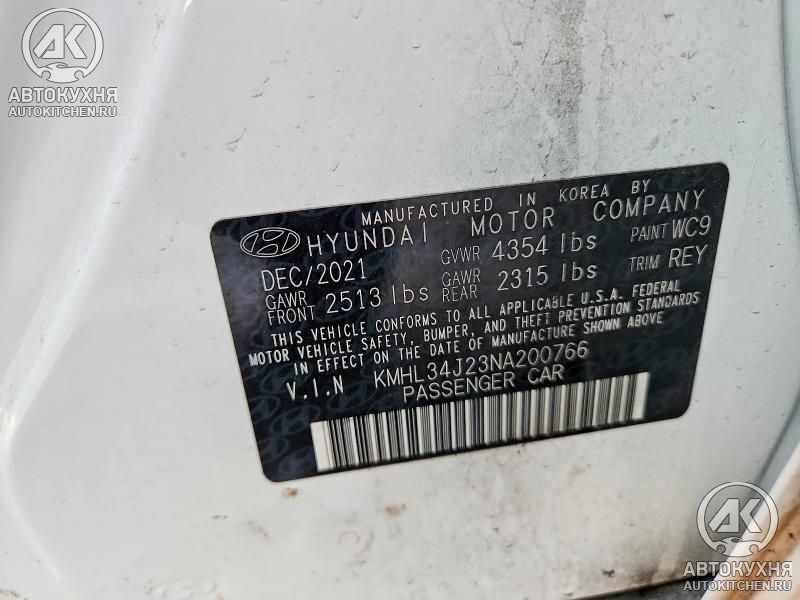 АК
АВТОКУХНЯ
AUTOKITCHEN.RU
MANUFACTURED IN KOREA BY
HYUNDAI MOTOR COMPANY
DEC/2021 GVWR 4354 lbs PAINT WC9
GAWR FRONT 2513 lbs GAWR REAR 2315 lbs TRIM REY
THIS VEHICLE CONFORMS TO ALL APPLICABLE U.S.A. FEDERAL
MOTOR VEHICLE SAFETY, BUMPER, AND THEFT PREVENTION STANDARDS
IN EFFECT ON THE DATE OF MANUFACTURE SHOWN ABOVE
V.I.N KMHL34J23NA200766
PASSENGER CAR
АК
АВТОКУХНЯ
AUTOKITCHEN.RU